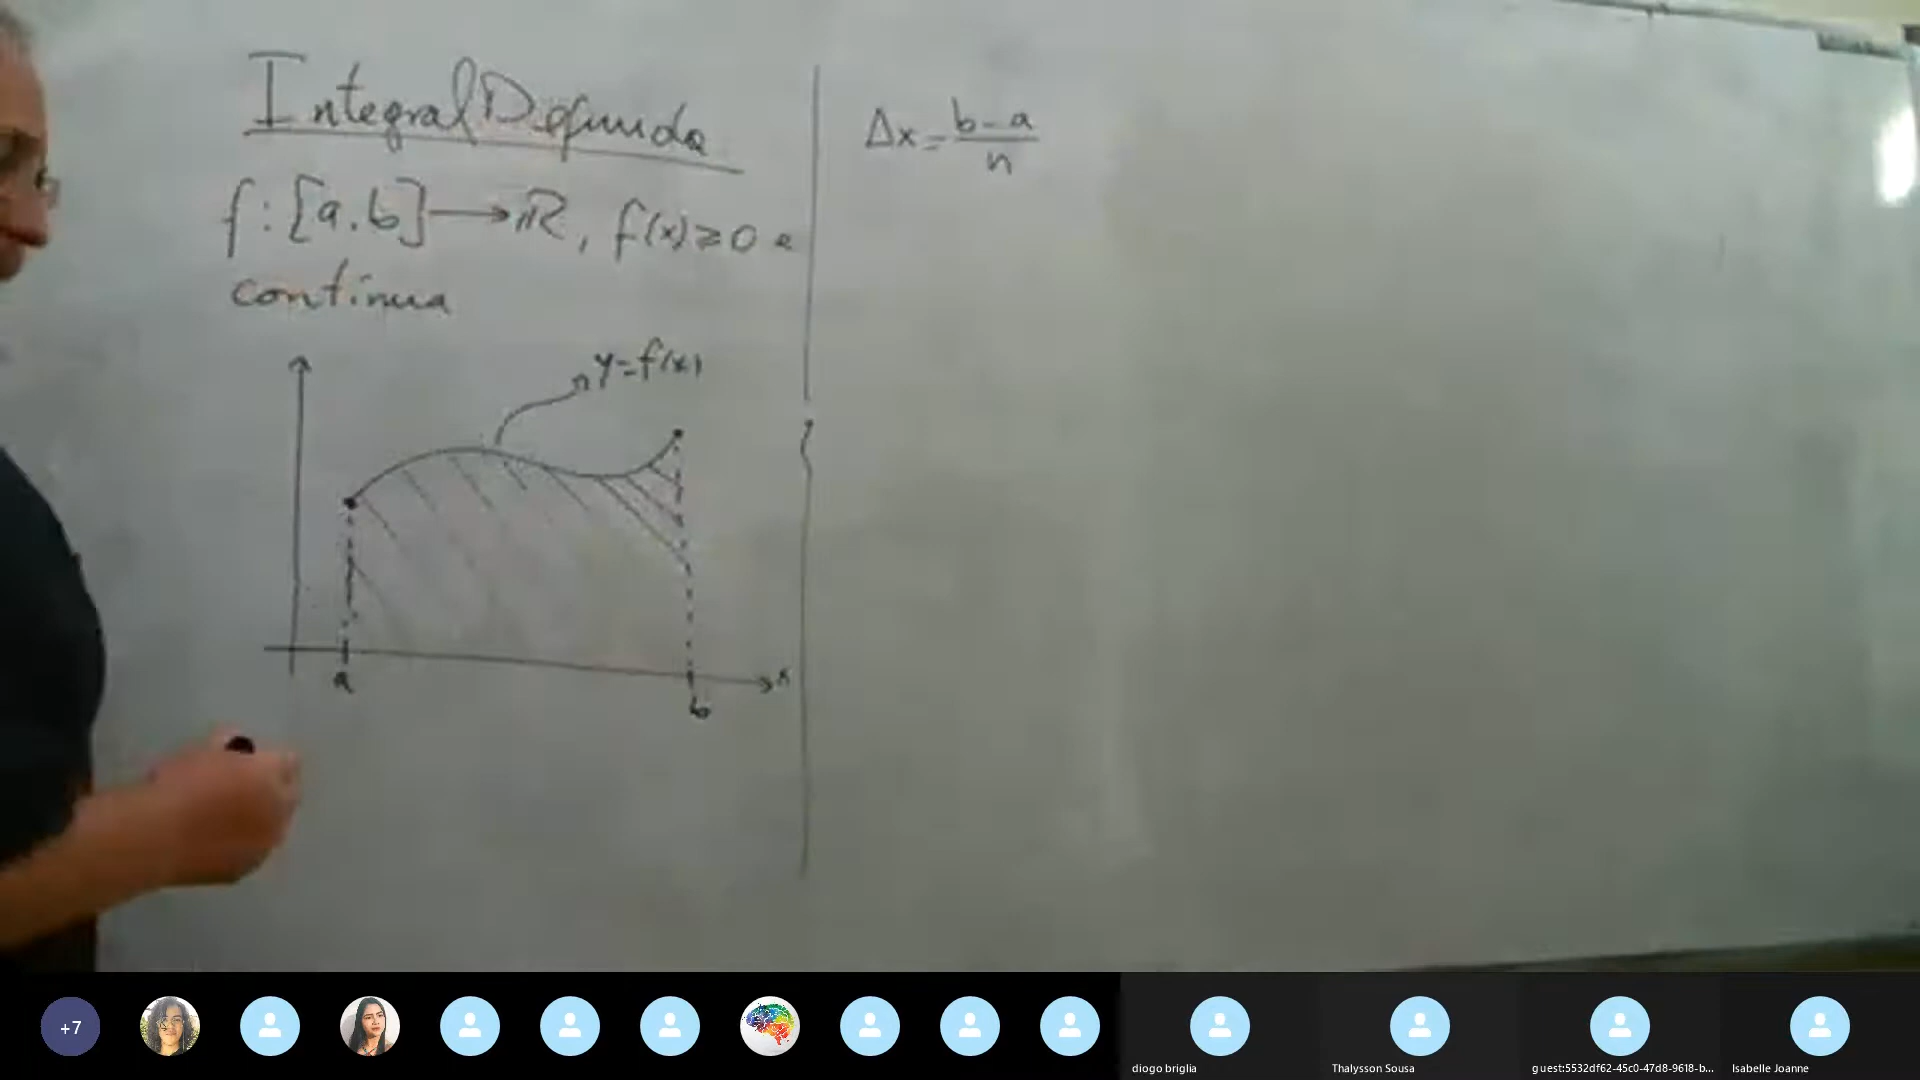 Integral Definida
f: [a,b] → ℝ, f(x) ≥ 0 e
contínua
y=f(x)
a
b
x
Δx = b-a
n
+7
diogo briglia
Thalysson Sousa
guest:5532df62-45c0-47d8-9618-b...
Isabelle Joanne